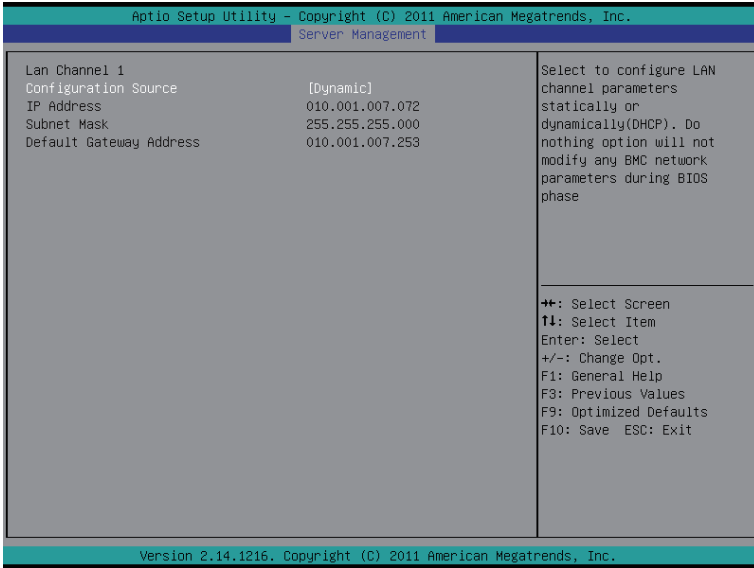 Aptio Setup Utility – Copyright (C) 2011 American Megatrends, Inc.
Server Management
Lan Channel 1
Configuration Source [Dynamic]
IP Address 010.001.007.072
Subnet Mask 255.255.255.000
Default Gateway Address 010.001.007.253
Select to configure LAN
channel parameters
statically or
dynamically(DHCP). Do
nothing option will not
modify any BMC network
parameters during BIOS
phase
→←: Select Screen
↑↓: Select Item
Enter: Select
+/-: Change Opt.
F1: General Help
F3: Previous Values
F9: Optimized Defaults
F10: Save ESC: Exit
Version 2.14.1216. Copyright (C) 2011 American Megatrends, Inc.